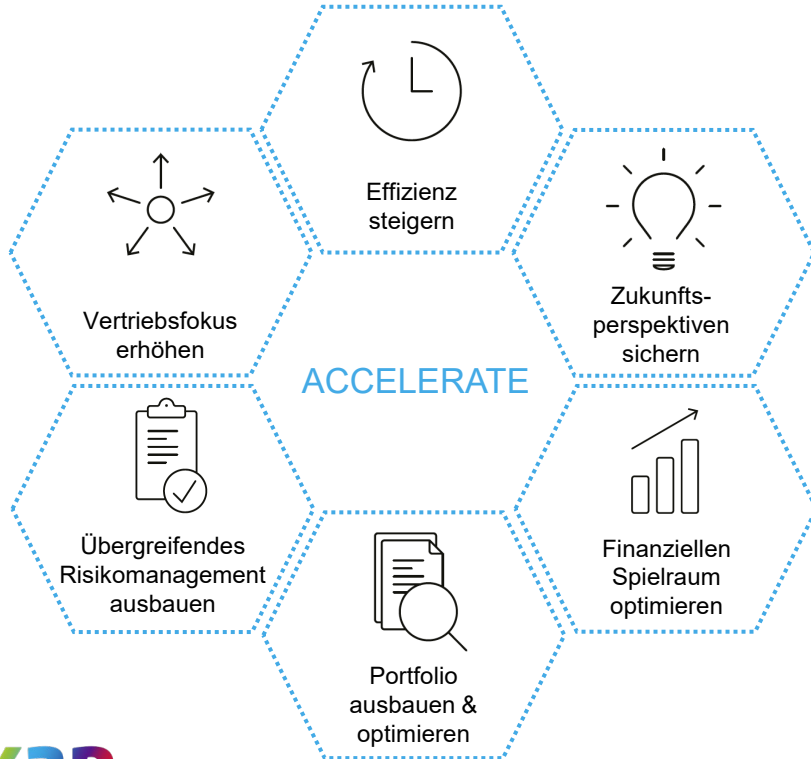 Effizienz
steigern
Zukunfts-
perspektiven
sichern
Vertriebsfokus
erhöhen
ACCELERATE
Übergreifendes
Risikomanagement
ausbauen
Finanziellen
Spielraum
optimieren
Portfolio
ausbauen &
optimieren